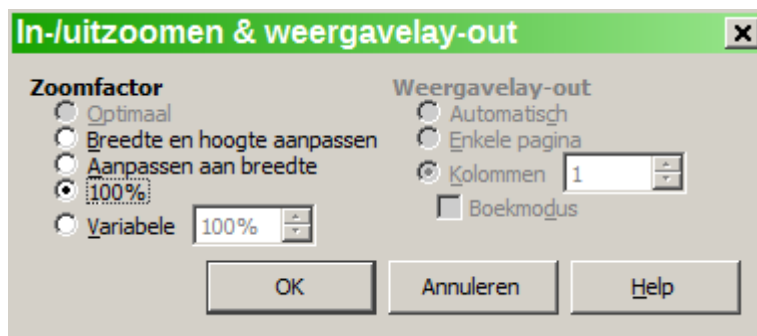 In-/uitzoomen & weergavelay-out
Zoomfactor
Optimaal
Breedte en hoogte aanpassen
Aanpassen aan breedte
100%
Variabele 100%
Weergavelay-out
Automatisch
Enkele pagina
Kolommen 1
Boekmodus
OK Annuleren Help